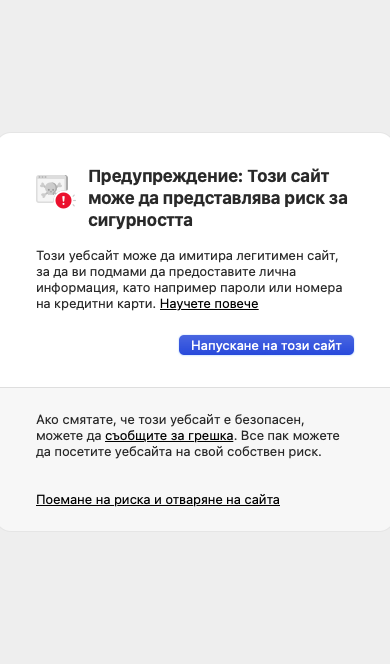 Предупреждение: Този сайт
може да представлява риск за
сигурността
Този уебсайт може да имитира легитимен сайт,
за да ви подмами да предоставите лична
информация, като например пароли или номера
на кредитни карти. Научете повече
Напускане на този сайт
Ако смятате, че този уебсайт е безопасен,
можете да съобщите за грешка. Все пак можете
да посетите уебсайта на свой собствен риск.
Поемане на риска и отваряне на сайта